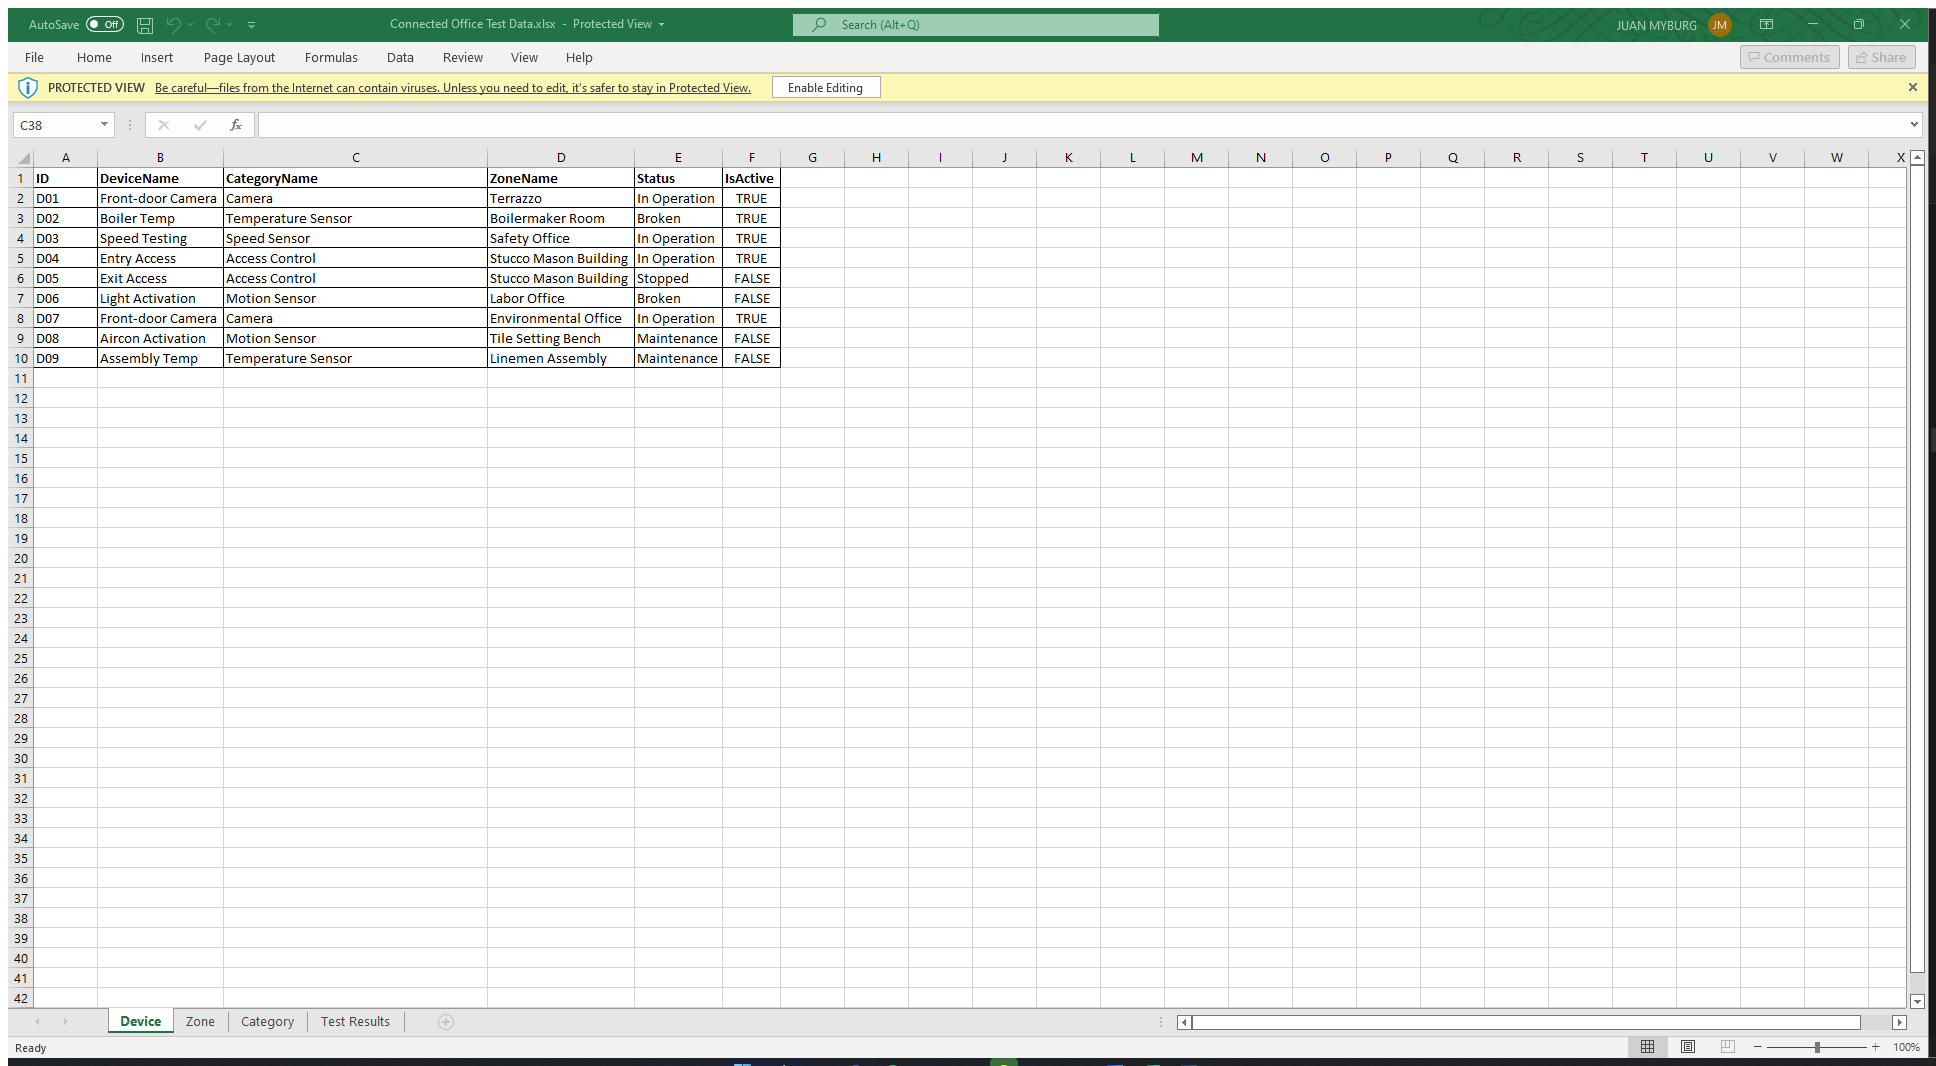 AutoSave Off Connected Office Test Data.xlsx - Protected View Search (Alt+Q) JUAN MYBURG JM
File Home Insert Page Layout Formulas Data Review View Help Comments Share
PROTECTED VIEW Be careful—files from the Internet can contain viruses. Unless you need to edit, it's safer to stay in Protected View. Enable Editing
C38 fx
A B C D E F G H I J K L M N O P Q R S T U V W X
1 ID DeviceName CategoryName ZoneName Status IsActive
2 D01 Front-door Camera Camera Terrazzo In Operation TRUE
3 D02 Boiler Temp Temperature Sensor Boilermaker Room Broken TRUE
4 D03 Speed Testing Speed Sensor Safety Office In Operation TRUE
5 D04 Entry Access Access Control Stucco Mason Building In Operation TRUE
6 D05 Exit Access Access Control Stucco Mason Building Stopped FALSE
7 D06 Light Activation Motion Sensor Labor Office Broken FALSE
8 D07 Front-door Camera Camera Environmental Office In Operation TRUE
9 D08 Aircon Activation Motion Sensor Tile Setting Bench Maintenance FALSE
10 D09 Assembly Temp Temperature Sensor Linemen Assembly Maintenance FALSE
11
12
13
14
15
16
17
18
19
20
21
22
23
24
25
26
27
28
29
30
31
32
33
34
35
36
37
38
39
40
41
42
Device Zone Category Test Results
Ready 100%